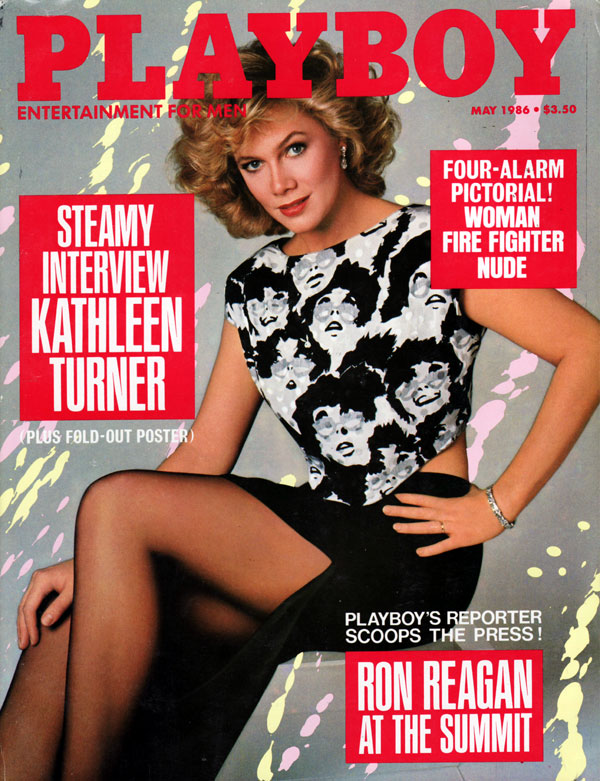 PLAYBOY
ENTERTAINMENT FOR MEN
MAY 1986 • $3.50
FOUR-ALARM
PICTORIAL!
WOMAN
FIRE FIGHTER
NUDE
STEAMY
INTERVIEW
KATHLEEN
TURNER
(PLUS FOLD-OUT POSTER)
PLAYBOY'S REPORTER
SCOOPS THE PRESS!
RON REAGAN
AT THE SUMMIT